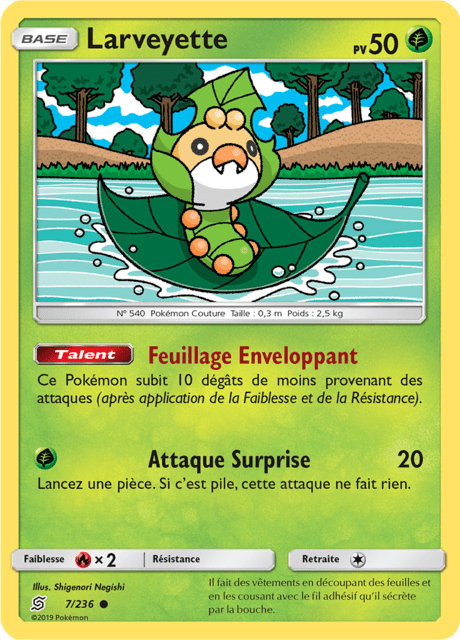 BASE Larveyette PV 50
N° 540 Pokémon Couture Taille : 0,3 m Poids : 2,5 kg
Talent Feuillage Enveloppant
Ce Pokémon subit 10 dégâts de moins provenant des
attaques (après application de la Faiblesse et de la Résistance).
Attaque Surprise 20
Lancez une pièce. Si c'est pile, cette attaque ne fait rien.
Faiblesse × 2 Résistance Retraite
Illus. Shigenori Negishi
7/236
©2019 Pokémon
Il fait des vêtements en découpant des feuilles et
en les cousant avec le fil adhésif qu'il sécrète
par la bouche.